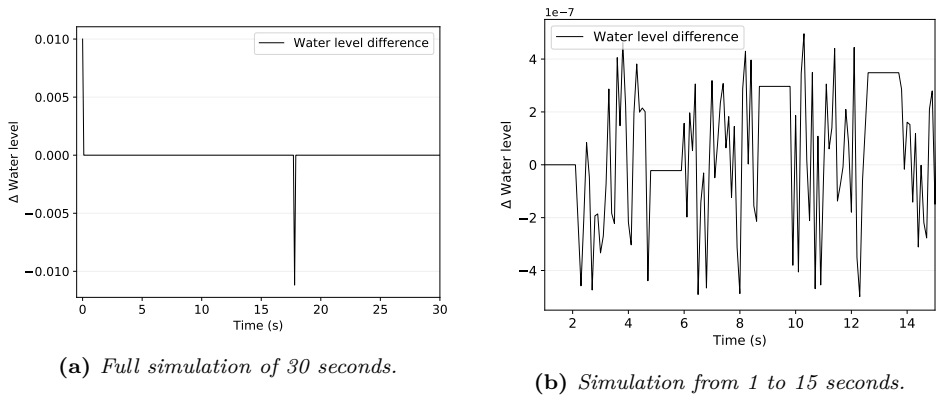 0.010
0.005
0.000
−0.005
−0.010
Δ Water level
Water level difference
0 5 10 15 20 25 30
Time (s)
(a) Full simulation of 30 seconds.
1e−7
4
2
0
−2
−4
Δ Water level
Water level difference
2 4 6 8 10 12 14
Time (s)
(b) Simulation from 1 to 15 seconds.